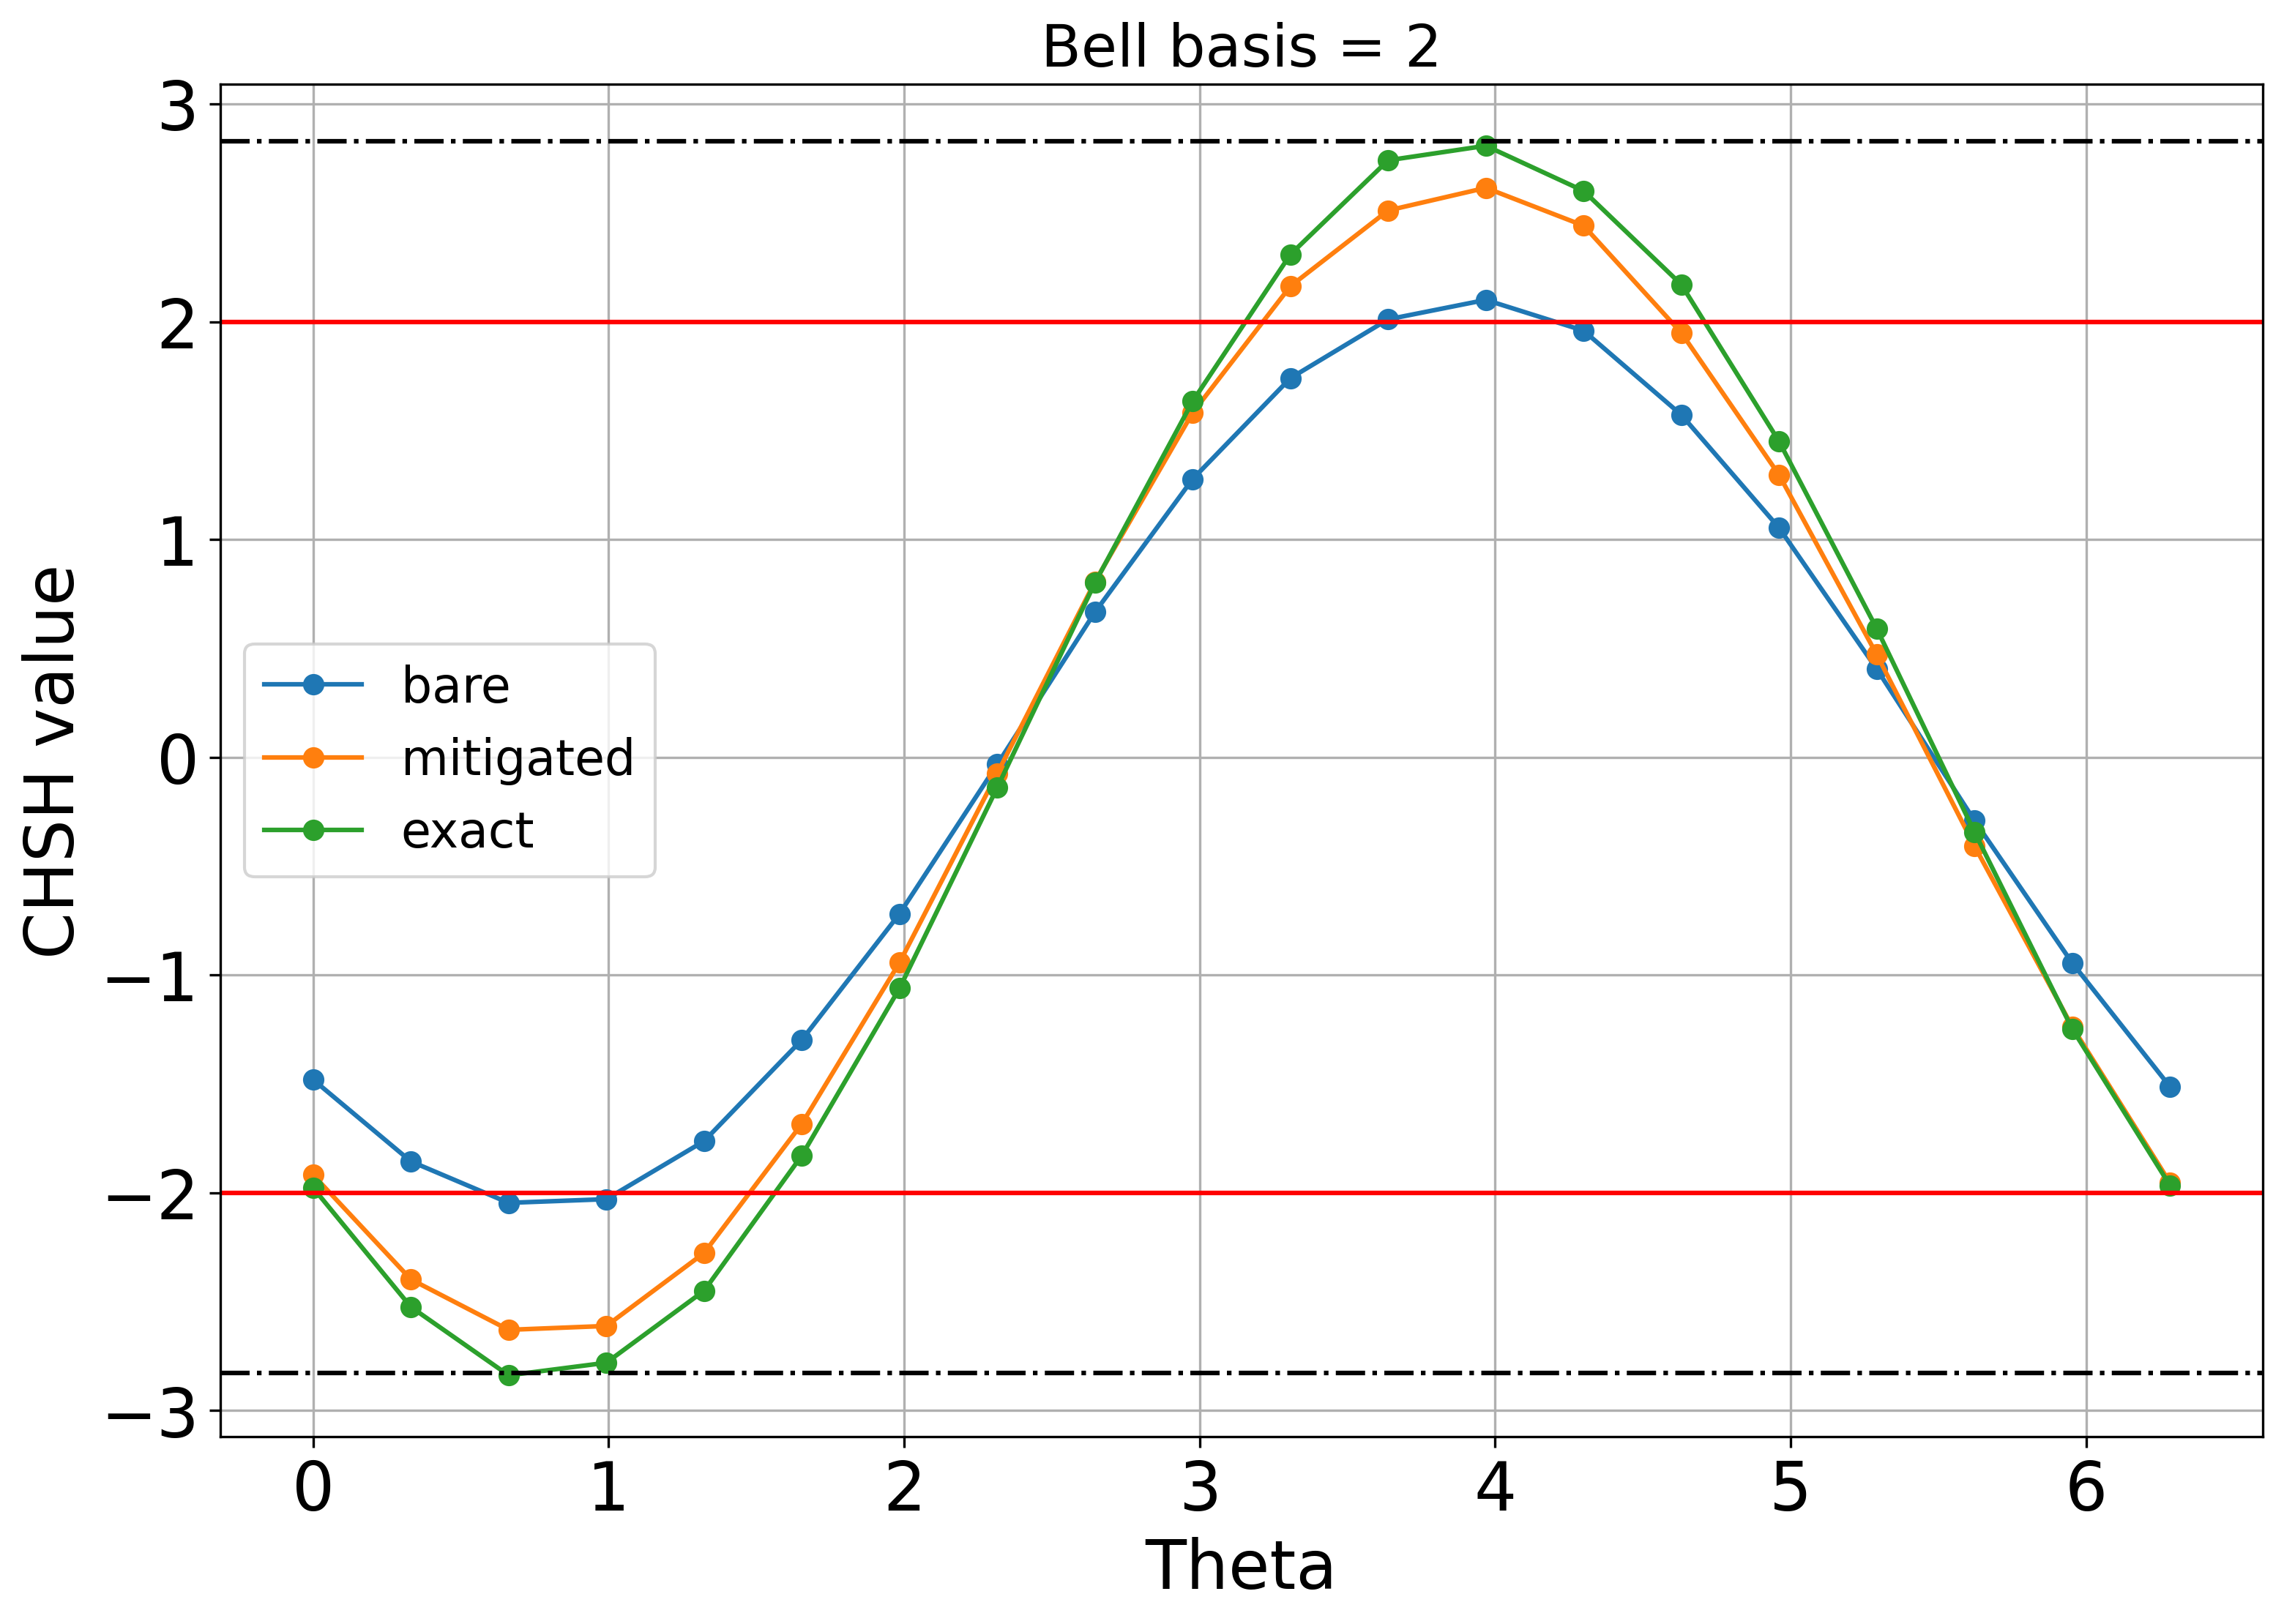 Bell basis = 2
3
2
1
0
−1
−2
−3
CHSH value
bare
mitigated
exact
0 1 2 3 4 5 6
Theta